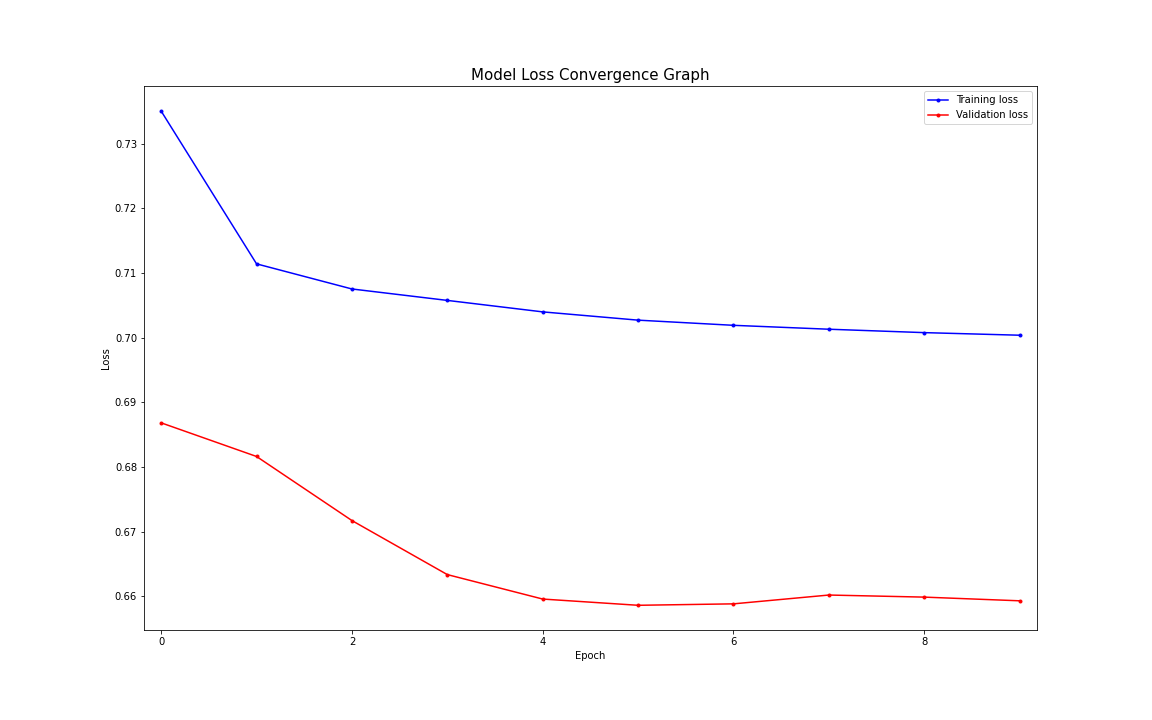 Model Loss Convergence Graph
Training loss
Validation loss
0.73
0.72
0.71
0.70
0.69
0.68
0.67
0.66
Loss
0
2
4
6
8
Epoch